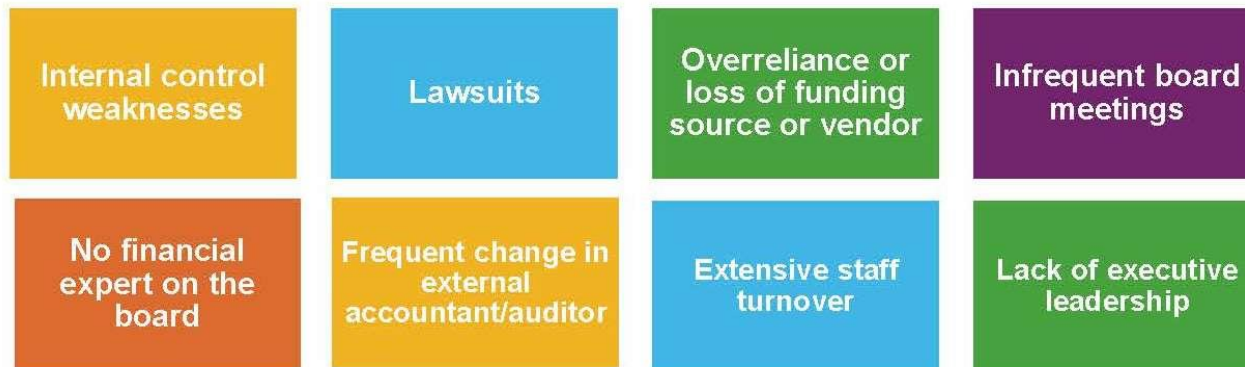 Internal control
weaknesses
Lawsuits
Overreliance or
loss of funding
source or vendor
Infrequent board
meetings
No financial
expert on the
board
Frequent change in
external
accountant/auditor
Extensive staff
turnover
Lack of executive
leadership